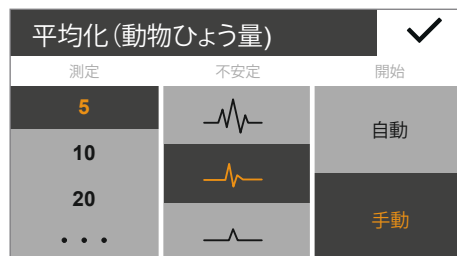 平均化(動物ひょう量)
測定 不安定 開始
5
10
20
• • •
自動
手動